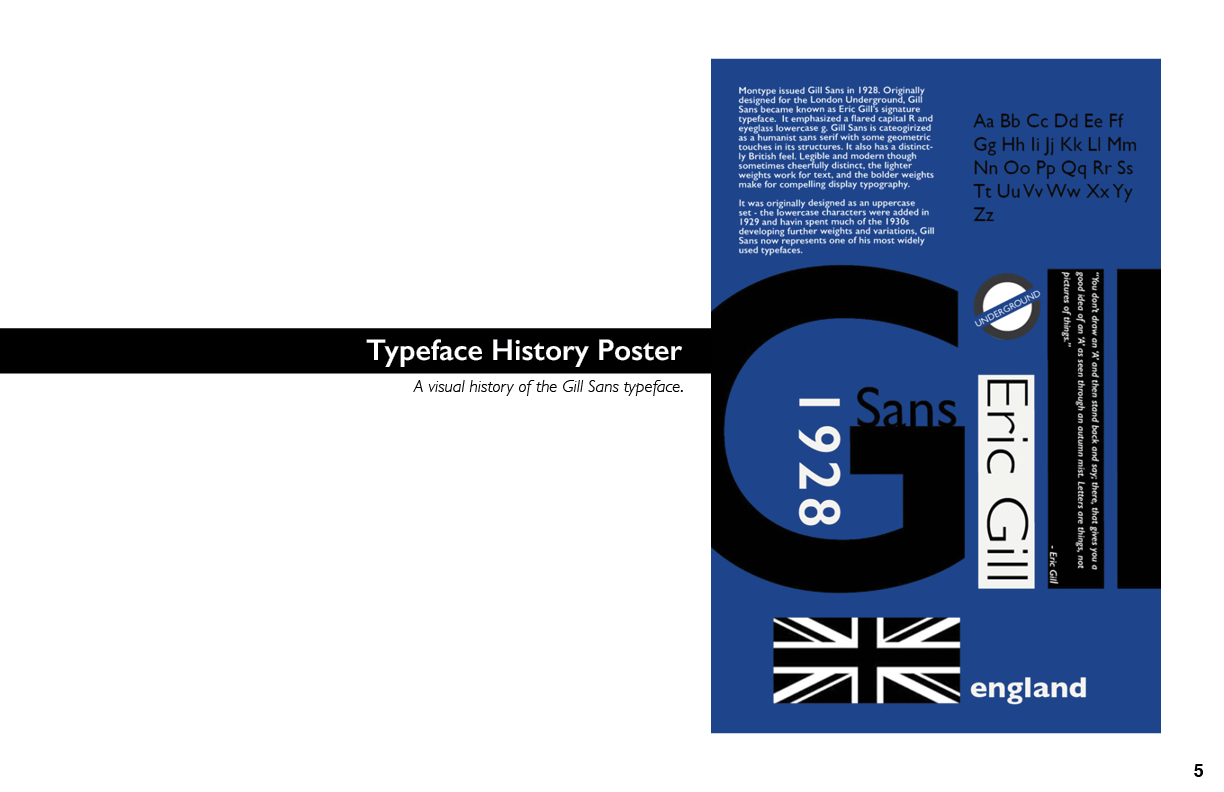 Typeface History Poster
A visual history of the Gill Sans typeface.
Montype issued Gill Sans in 1928. Originally
designed for the London Underground, Gill
Sans became known as Eric Gill's signature
typeface. It emphasized a flared capital R and
eyeglass lowercase g. Gill Sans is cateogirized
as a humanist sans serif with some geometric
touches in its structures. It also has a distinct-
ly British feel. Legible and modern though
sometimes cheerfully distinct, the lighter
weights work for text, and the bolder weights
make for compelling display typography.
It was originally designed as an uppercase
set - the lowercase characters were added in
1929 and havin spent much of the 1930s
developing further weights and variations, Gill
Sans now represents one of his most widely
used typefaces.
Aa Bb Cc Dd Ee Ff
Gg Hh Ii Jj Kk Ll Mm
Nn Oo Pp Qq Rr Ss
Tt Uu Vv Ww Xx Yy
Zz
G
Sans
1928
UNDERGROUND
Eric Gill
"You don't draw an 'A' and then stand back and say; there, that gives you a
good idea of an 'A' as seen through an autumn mist. Letters are things, not
pictures of things."
- Eric Gill
england
5